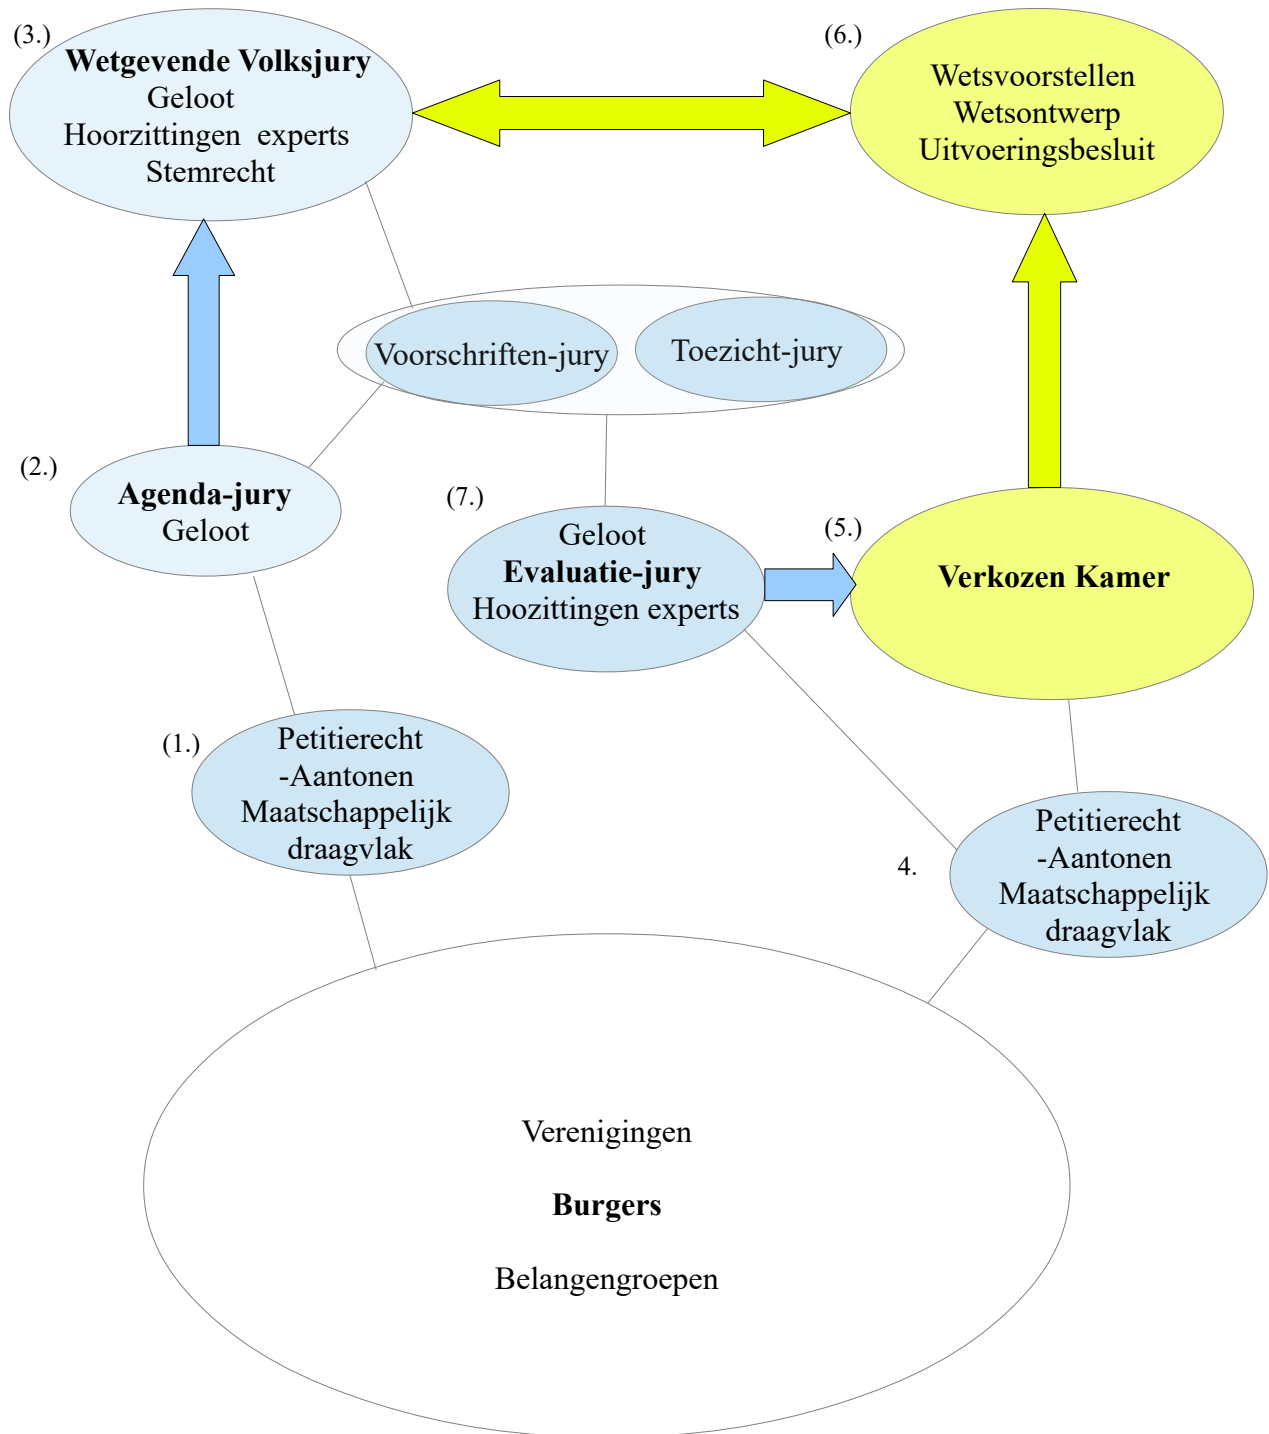 (3.)
Wetgevende Volksjury
Geloot
Hoorzittingen experts
Stemrecht
(6.)
Wetsvoorstellen
Wetsontwerp
Uitvoeringsbesluit
Voorschriften-jury
Toezicht-jury
(2.)
Agenda-jury
Geloot
(7.)
Geloot
Evaluatie-jury
Hoozittingen experts
(5.)
Verkozen Kamer
(1.)
Petitierecht
-Aantonen
Maatschappelijk
draagvlak
4.
Petitierecht
-Aantonen
Maatschappelijk
draagvlak
Verenigingen
Burgers
Belangengroepen